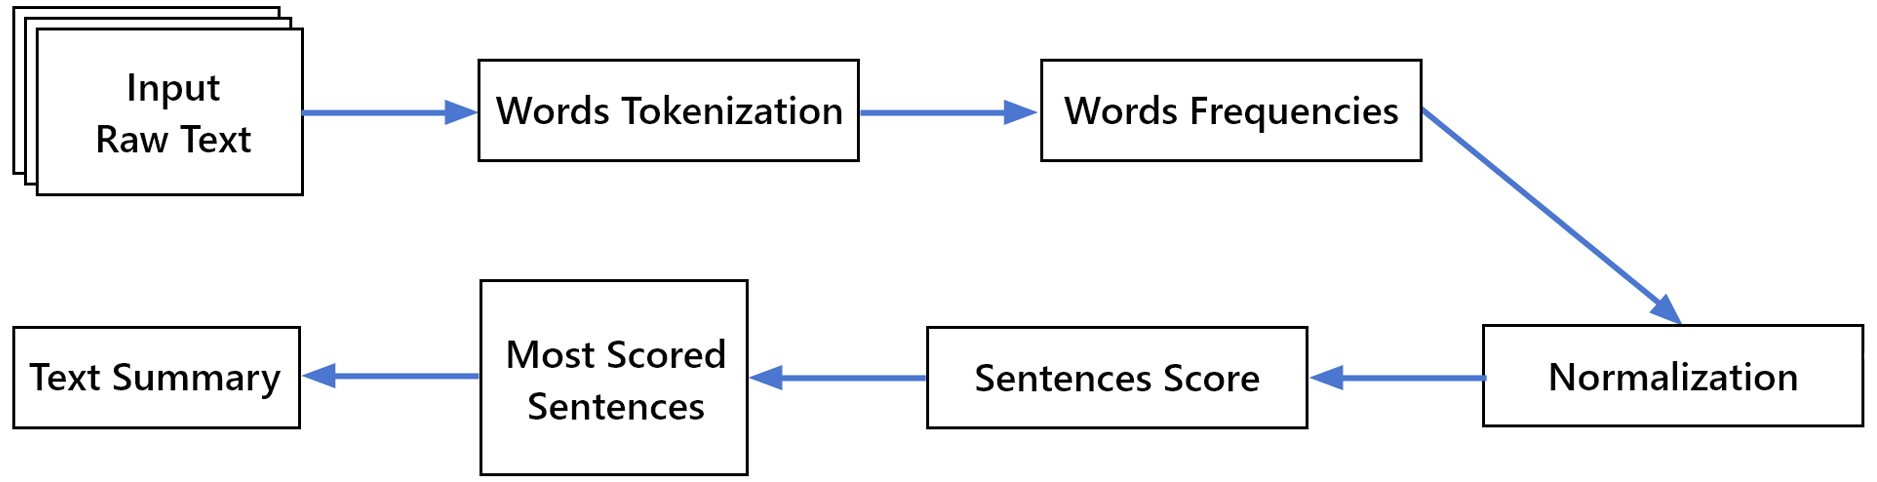 Input
Raw Text
Words Tokenization
Words Frequencies
Normalization
Sentences Score
Most Scored
Sentences
Text Summary